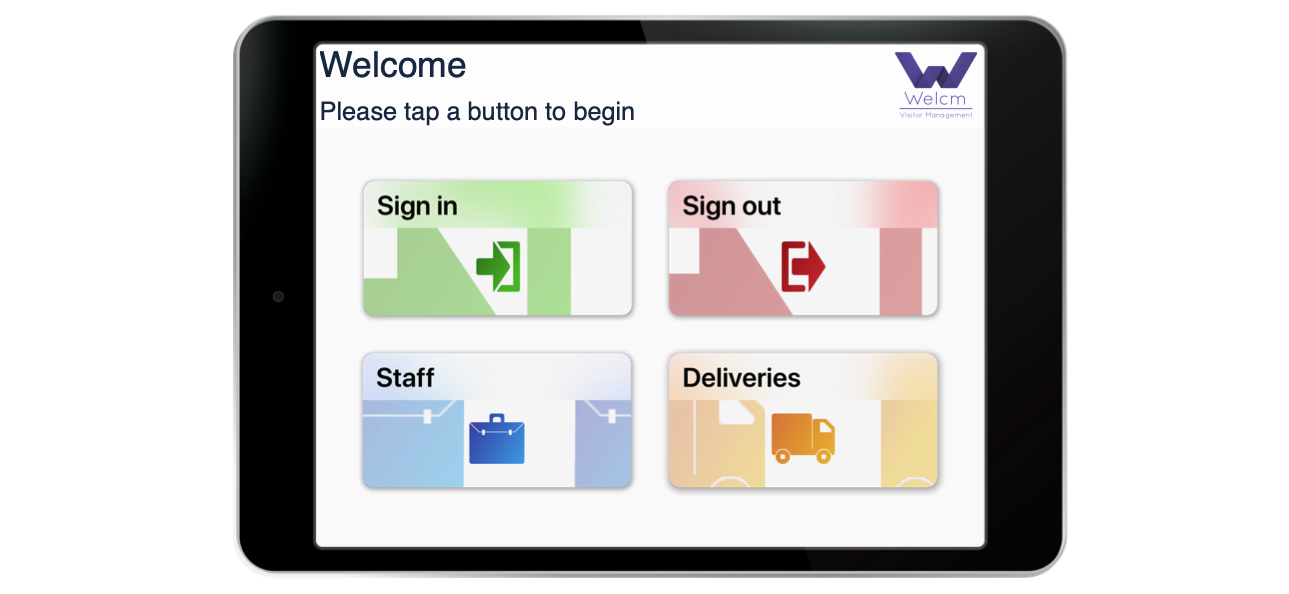 Welcome
Please tap a button to begin
Welcm
Visitor Management
Sign in
Sign out
Staff
Deliveries